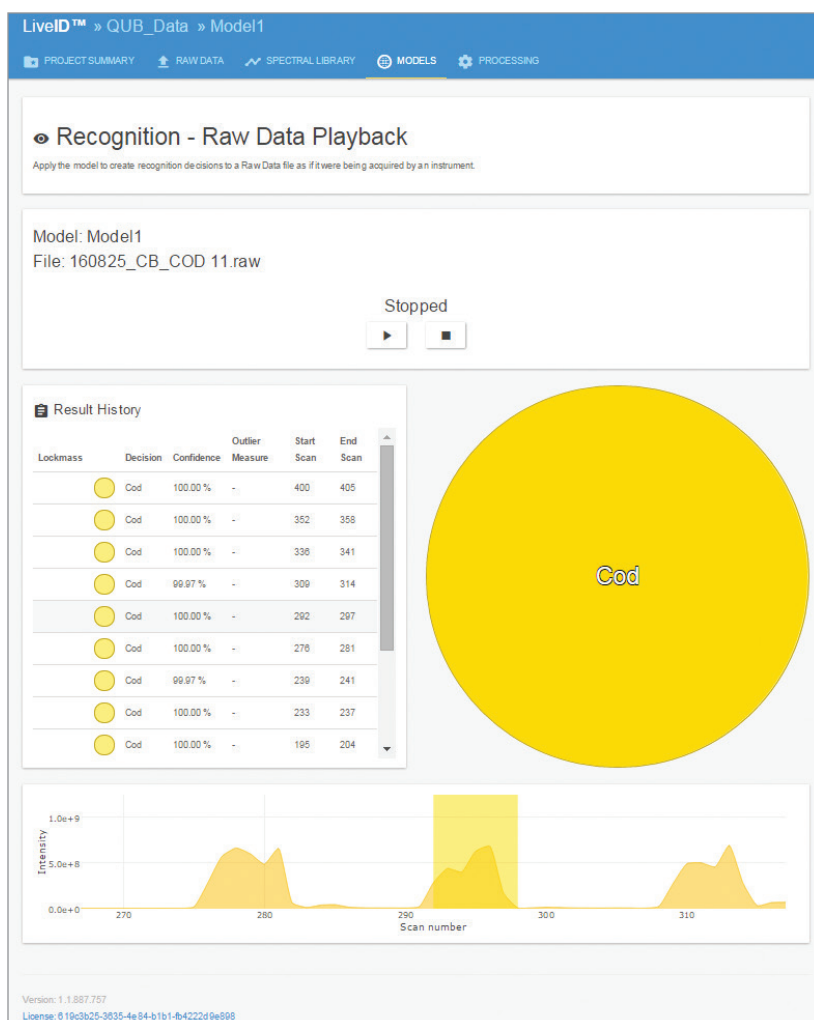 LiveID™ » QUB_Data » Model1
PROJECT SUMMARY RAW DATA SPECTRAL LIBRARY MODELS PROCESSING
Recognition - Raw Data Playback
Apply the model to create recognition decisions to a Raw Data file as if it were being acquired by an instrument.
Model: Model1
File: 160825_CB_COD 11.raw
Stopped
Result History
Lockmass Decision Confidence Outlier Measure Start Scan End Scan
Cod 100.00 % - 400 405
Cod 100.00 % - 352 358
Cod 100.00 % - 336 341
Cod 99.97 % - 309 314
Cod 100.00 % - 292 297
Cod 100.00 % - 276 281
Cod 99.97 % - 239 241
Cod 100.00 % - 233 237
Cod 100.00 % - 195 204
Cod
Intensity
1.0e+9
5.0e+8
0.0e+0
270 280 290 300 310
Scan number
Version: 1.1.887.757
License: 619c3b25-3635-4e84-b1b1-fb4222d9e898